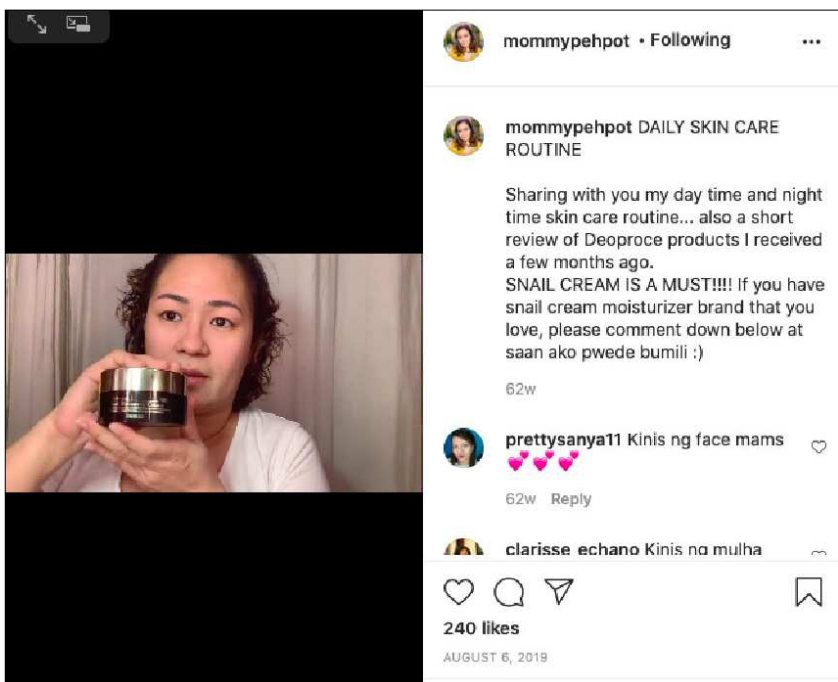 mommypehpot • Following
mommypehpot DAILY SKIN CARE
ROUTINE
Sharing with you my day time and night
time skin care routine... also a short
review of Deoproce products I received
a few months ago.
SNAIL CREAM IS A MUST!!!! If you have
snail cream moisturizer brand that you
love, please comment down below at
saan ako pwede bumili :)
62w
prettysanya11 Kinis ng face mams
💕💕💕
62w Reply
clarisse_echano Kinis ng mulha
240 likes
AUGUST 6, 2019